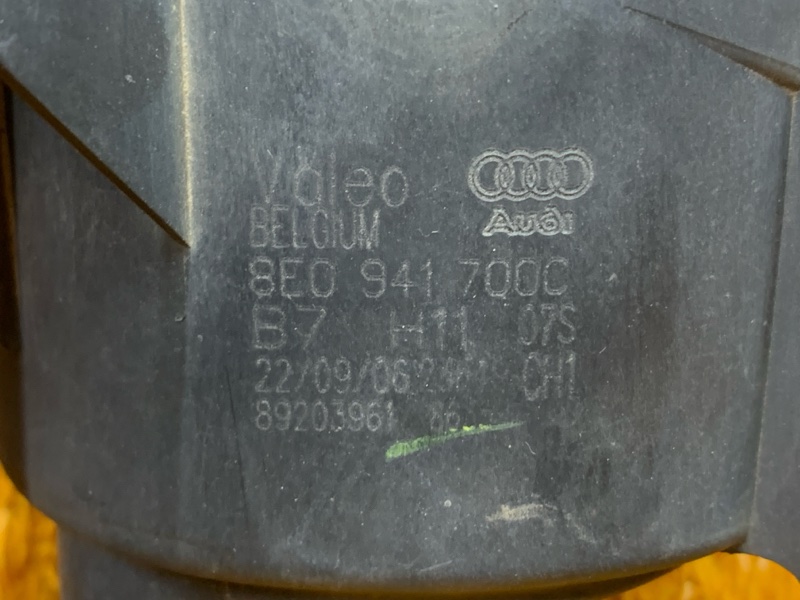 Valeo
Audi
BELGIUM
8E0 941 700C
B7 H11 07S
22/09/06 CH1
89203961